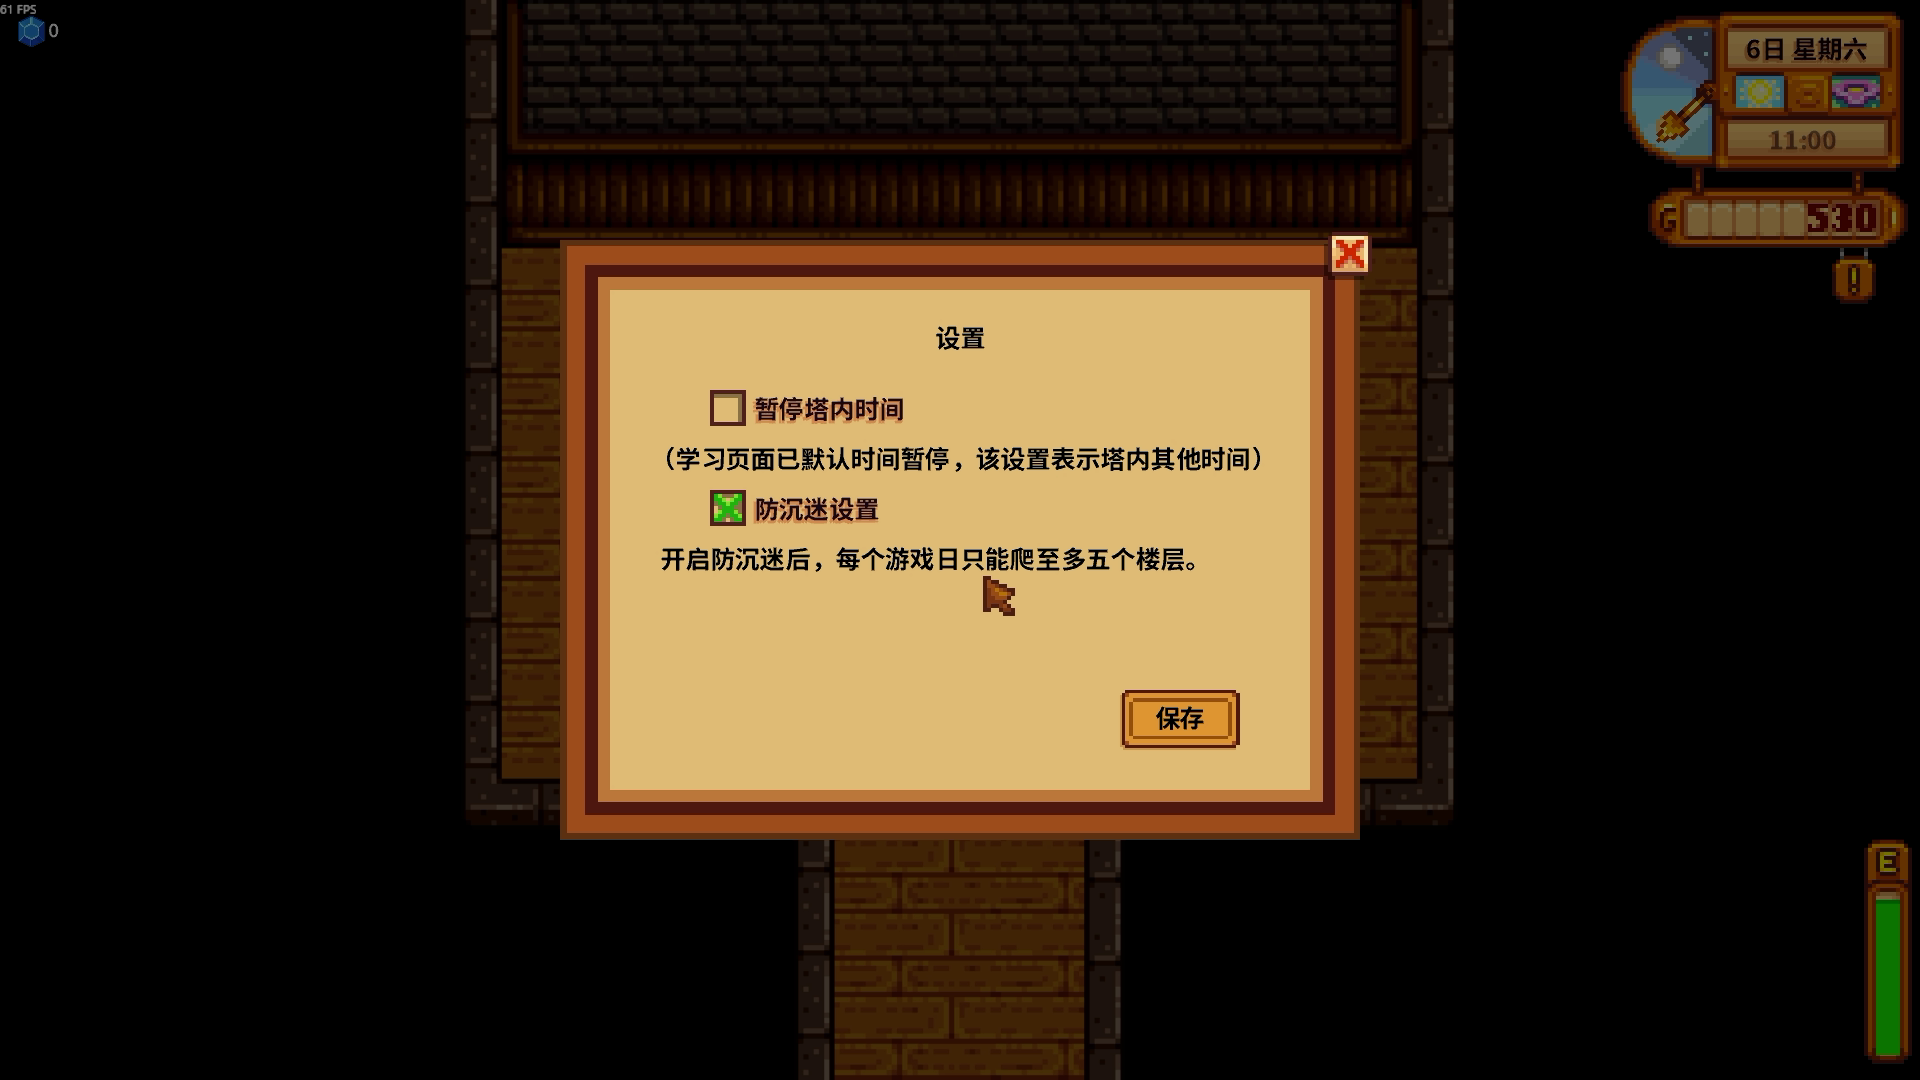 61 FPS
0
6日 星期六
11:00
530
设置
暂停塔内时间
（学习页面已默认时间暂停，该设置表示塔内其他时间）
防沉迷设置
开启防沉迷后，每个游戏日只能爬至多五个楼层。
保存
E